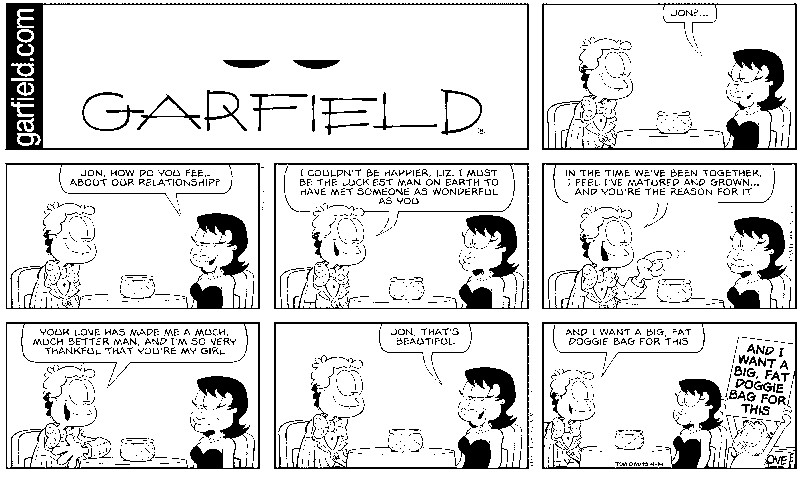 garfield.com
GARFIELD
JON?...
JON, HOW DO YOU FEEL
ABOUT OUR RELATIONSHIP?
I COULDN'T BE HAPPIER, LIZ. I MUST
BE THE LUCKIEST MAN ON EARTH TO
HAVE MET SOMEONE AS WONDERFUL
AS YOU
IN THE TIME WE'VE BEEN TOGETHER,
I FEEL I'VE MATURED AND GROWN...
AND YOU'RE THE REASON FOR IT
YOUR LOVE HAS MADE ME A MUCH,
MUCH BETTER MAN, AND I'M SO VERY
THANKFUL THAT YOU'RE MY GIRL
JON, THAT'S
BEAUTIFUL
AND I WANT A BIG, FAT
DOGGIE BAG FOR THIS
AND I
WANT A
BIG, FAT
DOGGIE
BAG FOR
THIS